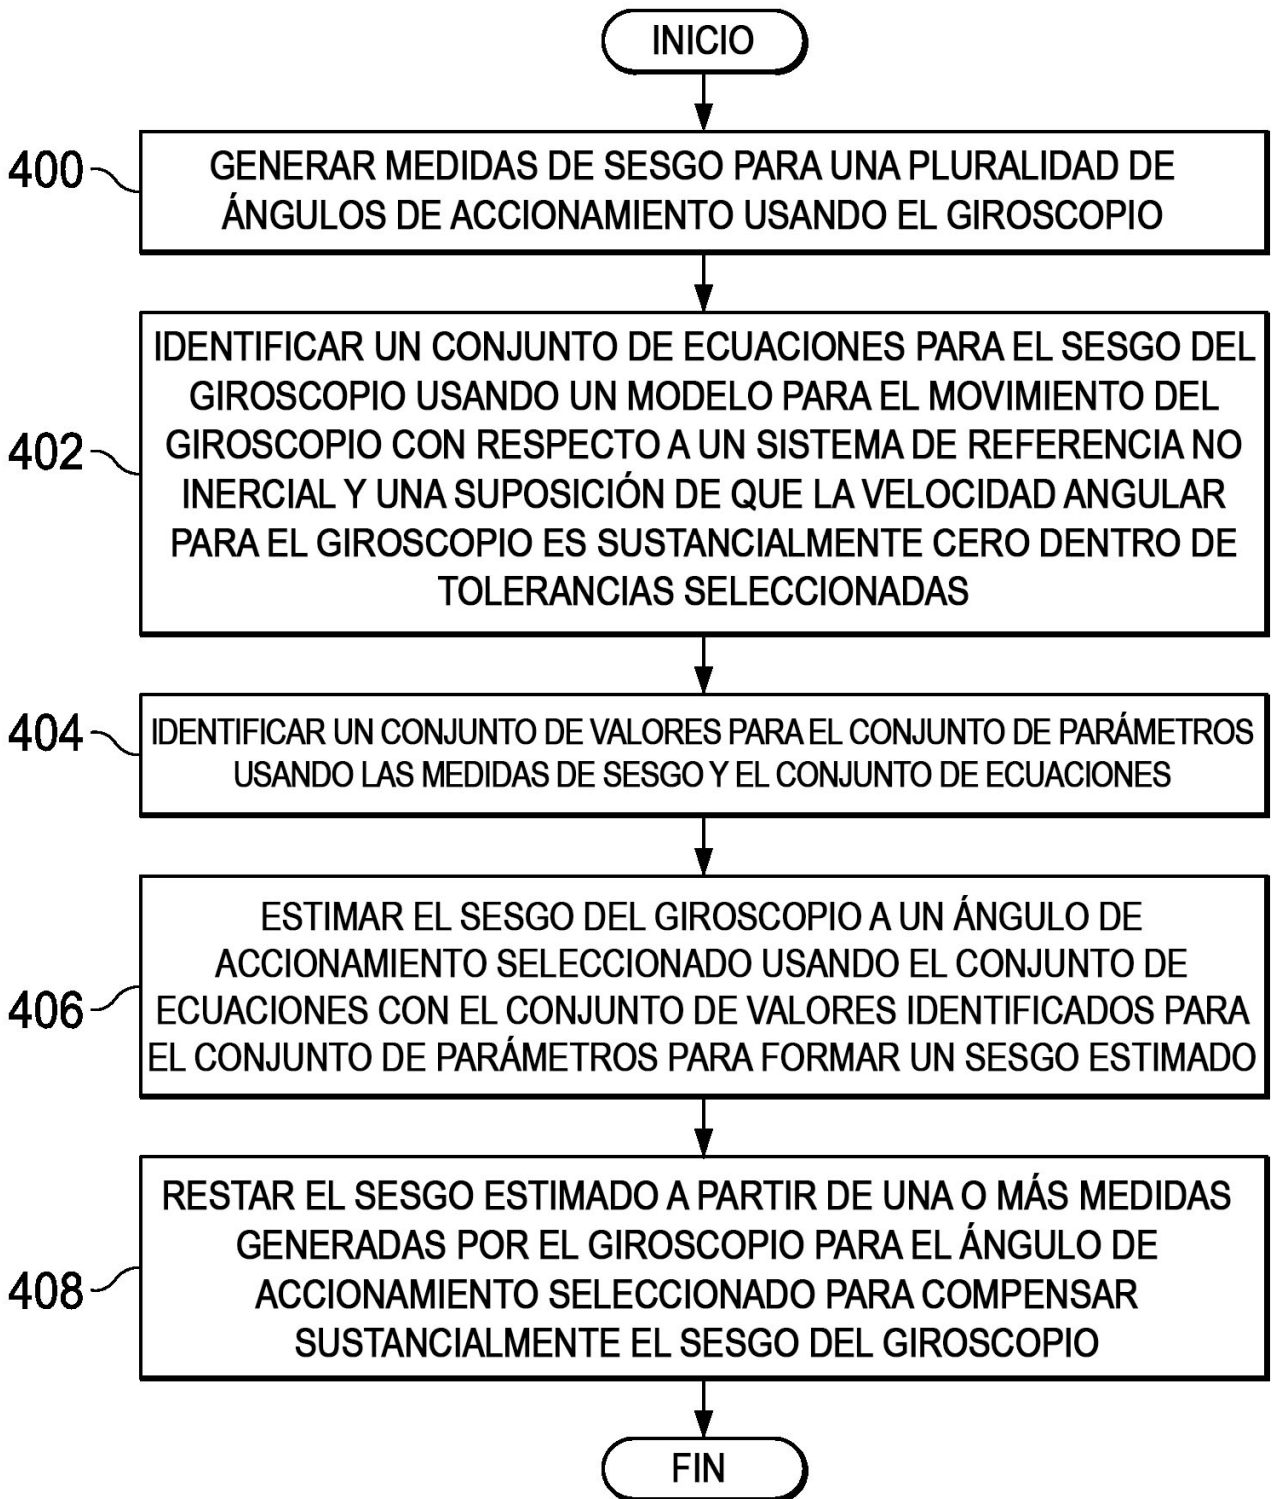 INICIO
400
GENERAR MEDIDAS DE SESGO PARA UNA PLURALIDAD DE
ÁNGULOS DE ACCIONAMIENTO USANDO EL GIROSCOPIO
402
IDENTIFICAR UN CONJUNTO DE ECUACIONES PARA EL SESGO DEL
GIROSCOPIO USANDO UN MODELO PARA EL MOVIMIENTO DEL
GIROSCOPIO CON RESPECTO A UN SISTEMA DE REFERENCIA NO
INERCIAL Y UNA SUPOSICIÓN DE QUE LA VELOCIDAD ANGULAR
PARA EL GIROSCOPIO ES SUSTANCIALMENTE CERO DENTRO DE
TOLERANCIAS SELECCIONADAS
404
IDENTIFICAR UN CONJUNTO DE VALORES PARA EL CONJUNTO DE PARÁMETROS
USANDO LAS MEDIDAS DE SESGO Y EL CONJUNTO DE ECUACIONES
406
ESTIMAR EL SESGO DEL GIROSCOPIO A UN ÁNGULO DE
ACCIONAMIENTO SELECCIONADO USANDO EL CONJUNTO DE
ECUACIONES CON EL CONJUNTO DE VALORES IDENTIFICADOS PARA
EL CONJUNTO DE PARÁMETROS PARA FORMAR UN SESGO ESTIMADO
408
RESTAR EL SESGO ESTIMADO A PARTIR DE UNA O MÁS MEDIDAS
GENERADAS POR EL GIROSCOPIO PARA EL ÁNGULO DE
ACCIONAMIENTO SELECCIONADO PARA COMPENSAR
SUSTANCIALMENTE EL SESGO DEL GIROSCOPIO
FIN